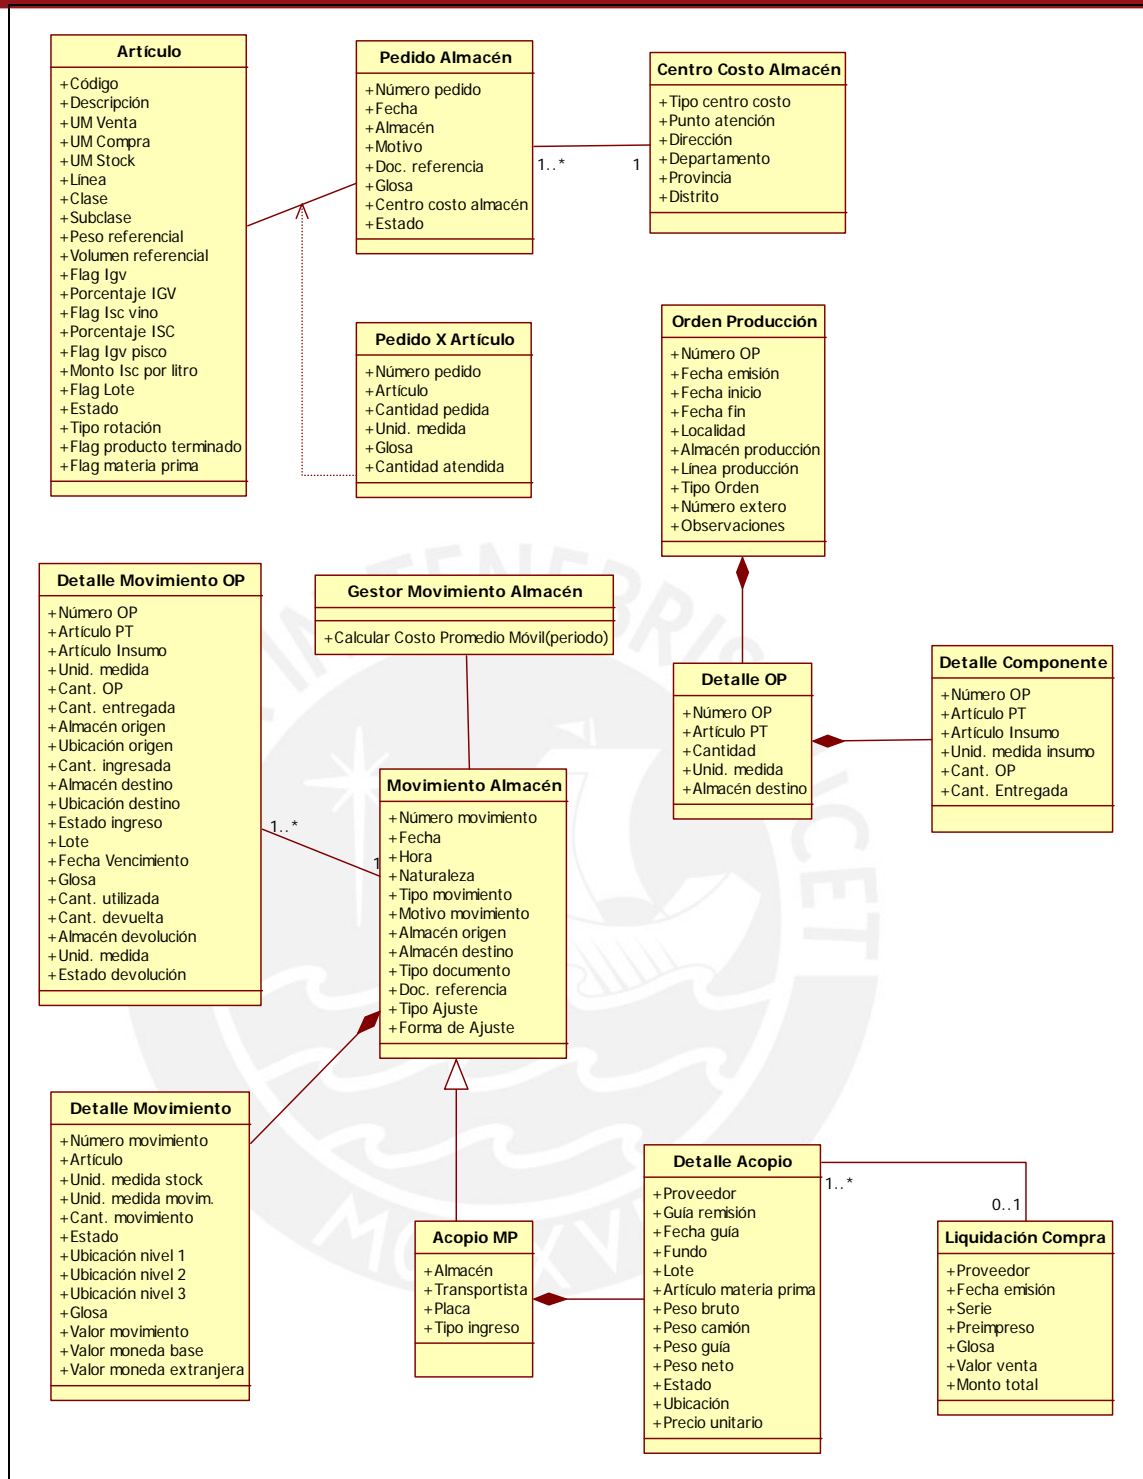 Artículo
+Código
+Descripción
+UM Venta
+UM Compra
+UM Stock
+Línea
+Clase
+Subclase
+Peso referencial
+Volumen referencial
+Flag Igv
+Porcentaje IGV
+Flag Isc vino
+Porcentaje ISC
+Flag Igv pisco
+Monto Isc por litro
+Flag Lote
+Estado
+Tipo rotación
+Flag producto terminado
+Flag materia prima
Pedido Almacén
+Número pedido
+Fecha
+Almacén
+Motivo
+Doc. referencia
+Glosa
+Centro costo almacén
+Estado
1..*
1
Centro Costo Almacén
+Tipo centro costo
+Punto atención
+Dirección
+Departamento
+Provincia
+Distrito
Pedido X Artículo
+Número pedido
+Artículo
+Cantidad pedida
+Unid. medida
+Glosa
+Cantidad atendida
Orden Producción
+Número OP
+Fecha emisión
+Fecha inicio
+Fecha fin
+Localidad
+Almacén producción
+Línea producción
+Tipo Orden
+Número extero
+Observaciones
Detalle Movimiento OP
+Número OP
+Artículo PT
+Artículo Insumo
+Unid. medida
+Cant. OP
+Cant. entregada
+Almacén origen
+Ubicación origen
+Cant. ingresada
+Almacén destino
+Ubicación destino
+Estado ingreso
+Lote
+Fecha Vencimiento
+Glosa
+Cant. utilizada
+Cant. devuelta
+Almacén devolución
+Unid. medida
+Estado devolución
1..*
1
Gestor Movimiento Almacén
+Calcular Costo Promedio Móvil(periodo)
Detalle OP
+Número OP
+Artículo PT
+Cantidad
+Unid. medida
+Almacén destino
Detalle Componente
+Número OP
+Artículo PT
+Artículo Insumo
+Unid. medida insumo
+Cant. OP
+Cant. Entregada
Movimiento Almacén
+Número movimiento
+Fecha
+Hora
+Naturaleza
+Tipo movimiento
+Motivo movimiento
+Almacén origen
+Almacén destino
+Tipo documento
+Doc. referencia
+Tipo Ajuste
+Forma de Ajuste
Detalle Movimiento
+Número movimiento
+Artículo
+Unid. medida stock
+Unid. medida movim.
+Cant. movimiento
+Estado
+Ubicación nivel 1
+Ubicación nivel 2
+Ubicación nivel 3
+Glosa
+Valor movimiento
+Valor moneda base
+Valor moneda extranjera
Acopio MP
+Almacén
+Transportista
+Placa
+Tipo ingreso
Detalle Acopio
+Proveedor
+Guía remisión
+Fecha guía
+Fundo
+Lote
+Artículo materia prima
+Peso bruto
+Peso camión
+Peso guía
+Peso neto
+Estado
+Ubicación
+Precio unitario
1..*
0..1
Liquidación Compra
+Proveedor
+Fecha emisión
+Serie
+Preimpreso
+Glosa
+Valor venta
+Monto total